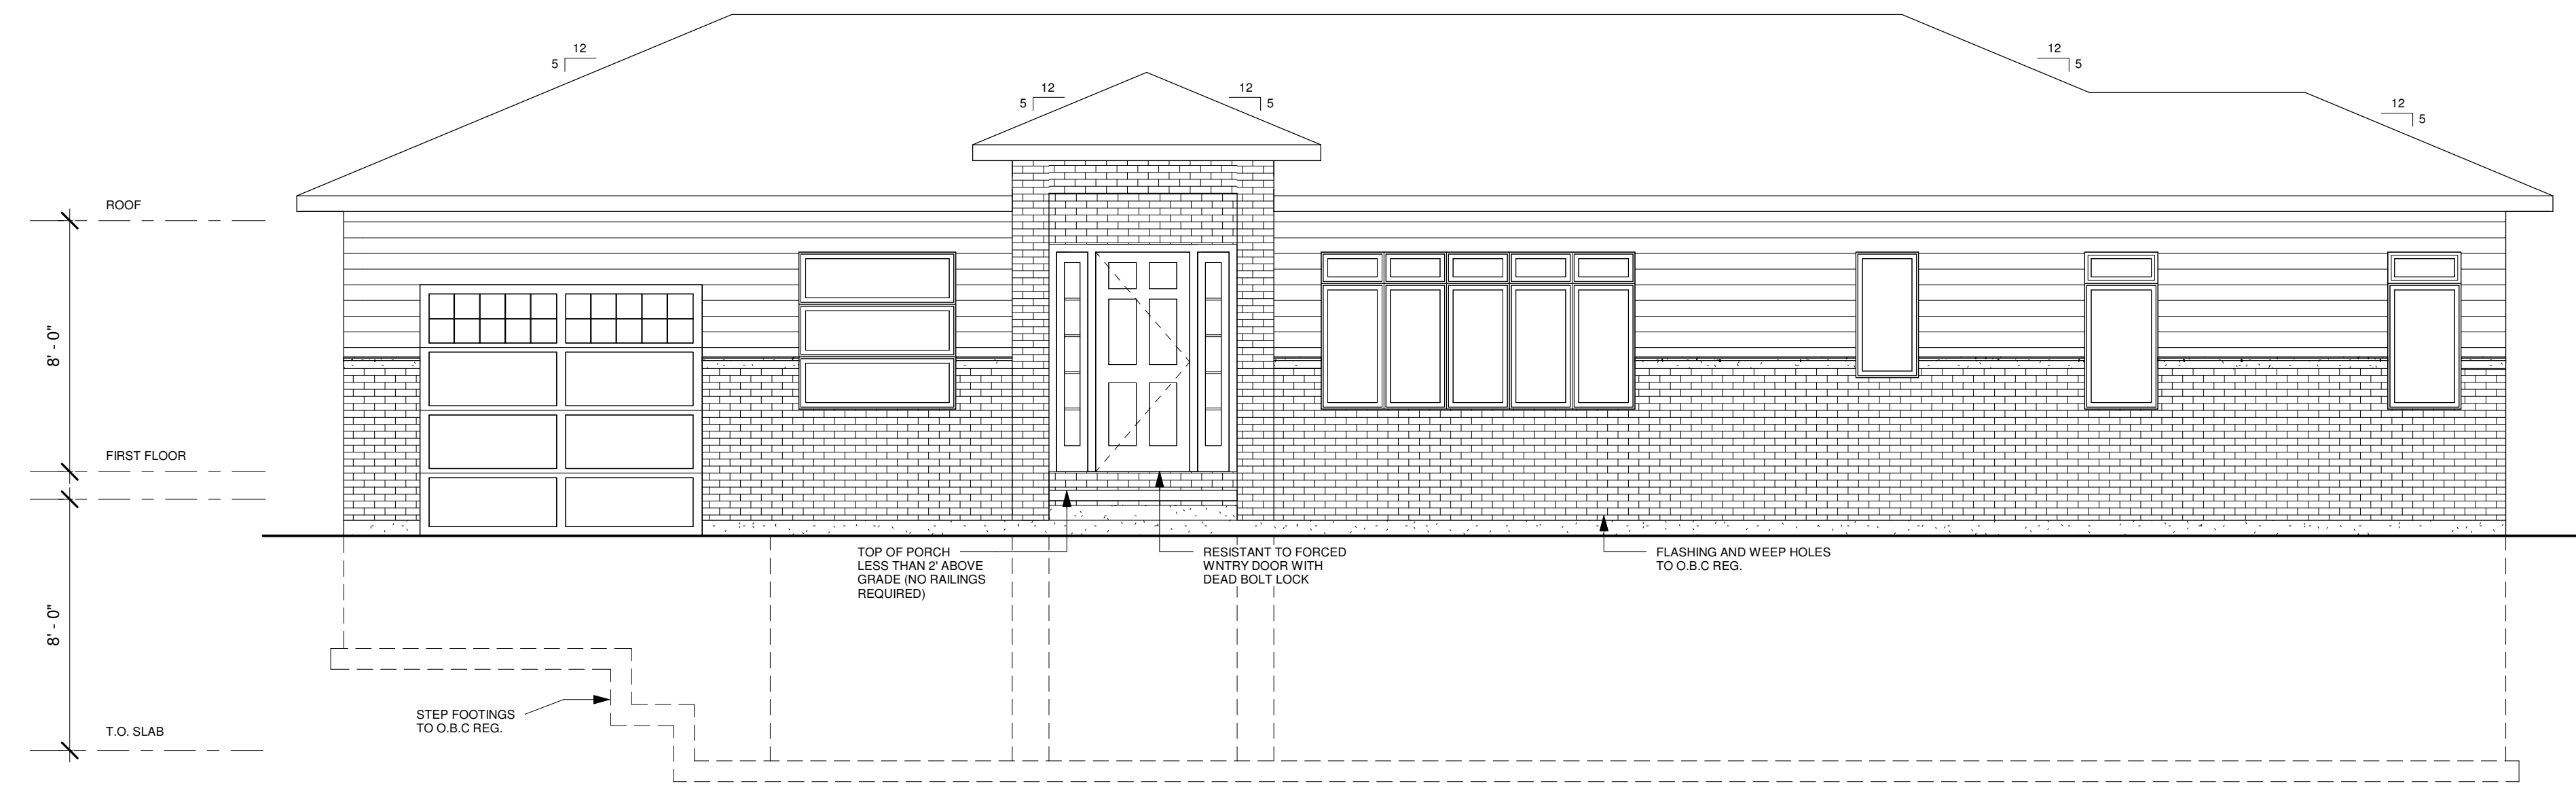 12
5
12
5
12
5
12
5
12
5
ROOF
8' - 0"
FIRST FLOOR
TOP OF PORCH
LESS THAN 2' ABOVE
GRADE (NO RAILINGS
REQUIRED)
RESISTANT TO FORCED
WNTRY DOOR WITH
DEAD BOLT LOCK
FLASHING AND WEEP HOLES
TO O.B.C REG.
8' - 0"
STEP FOOTINGS
TO O.B.C REG.
T.O. SLAB